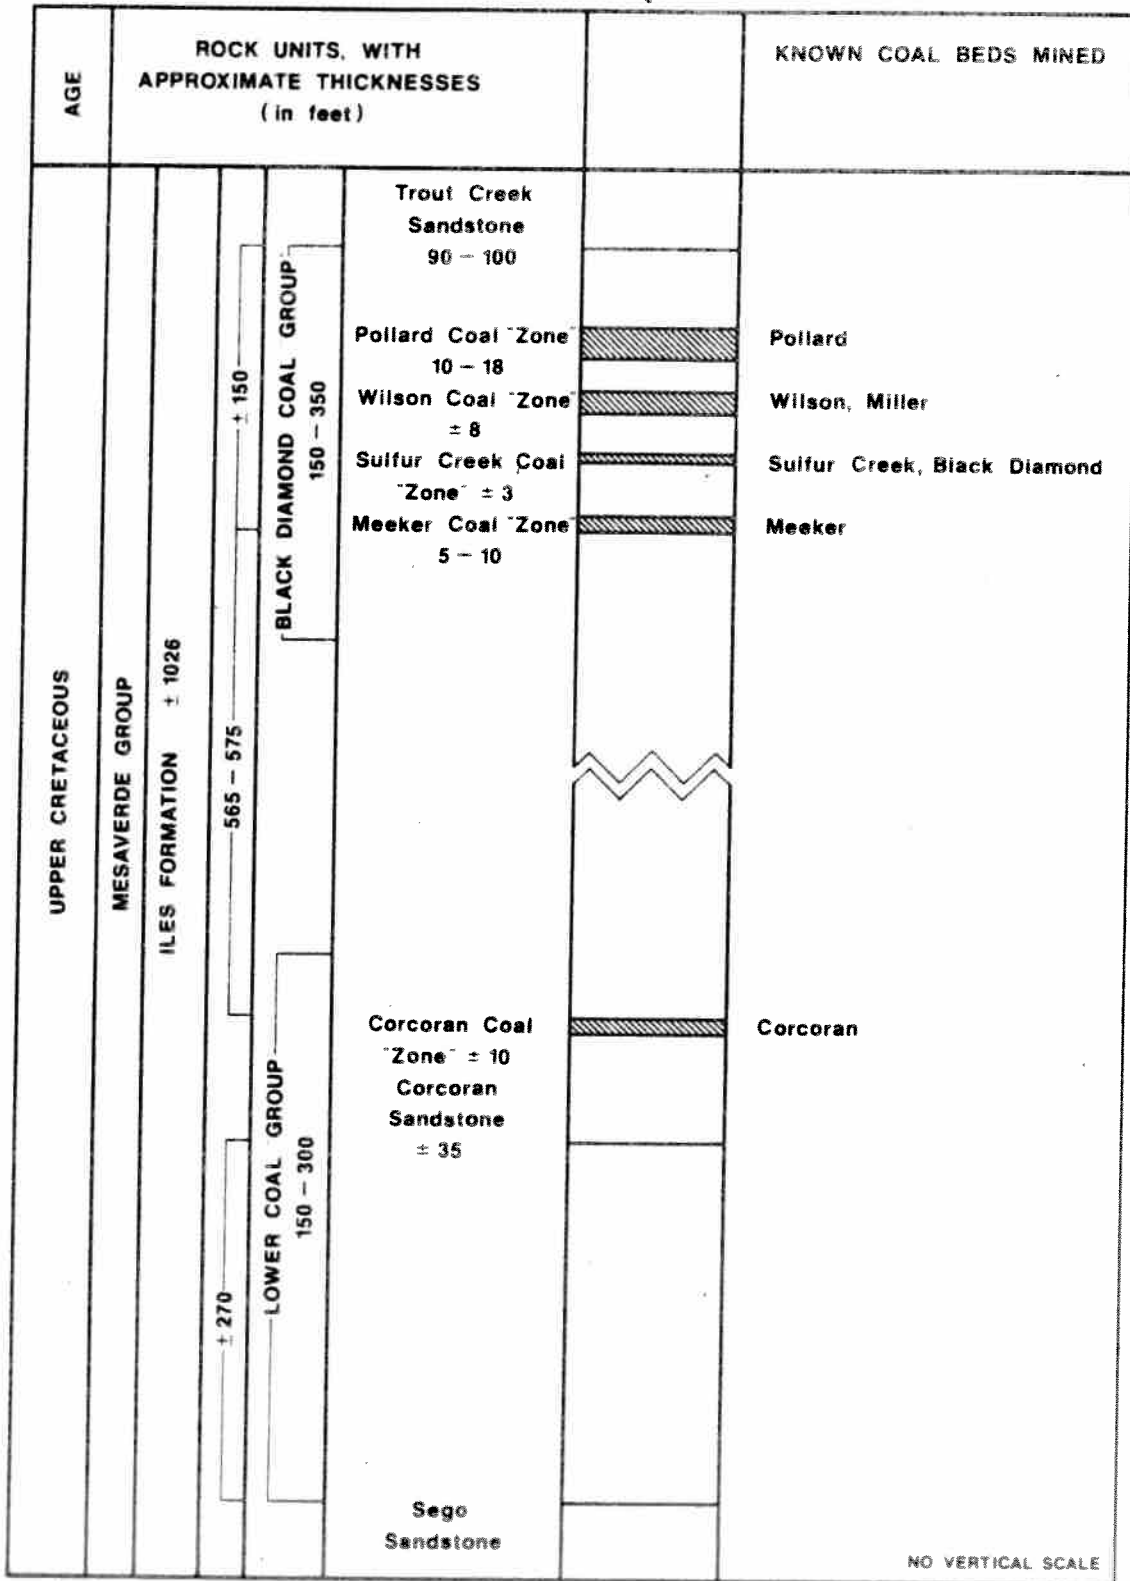 AGE
ROCK UNITS, WITH
APPROXIMATE THICKNESSES
(in feet)
KNOWN COAL BEDS MINED
UPPER CRETACEOUS
MESAVERDE GROUP
ILES FORMATION ± 1026
± 150
565 – 575
± 270
BLACK DIAMOND COAL GROUP
150 – 350
LOWER COAL GROUP
150 – 300
Trout Creek
Sandstone
90 – 100
Pollard Coal "Zone"
10 – 18
Pollard
Wilson Coal "Zone"
± 8
Wilson, Miller
Sulfur Creek Coal
"Zone" ± 3
Sulfur Creek, Black Diamond
Meeker Coal "Zone"
5 – 10
Meeker
Corcoran Coal
"Zone" ± 10
Corcoran
Corcoran
Sandstone
± 35
Sego
Sandstone
NO VERTICAL SCALE